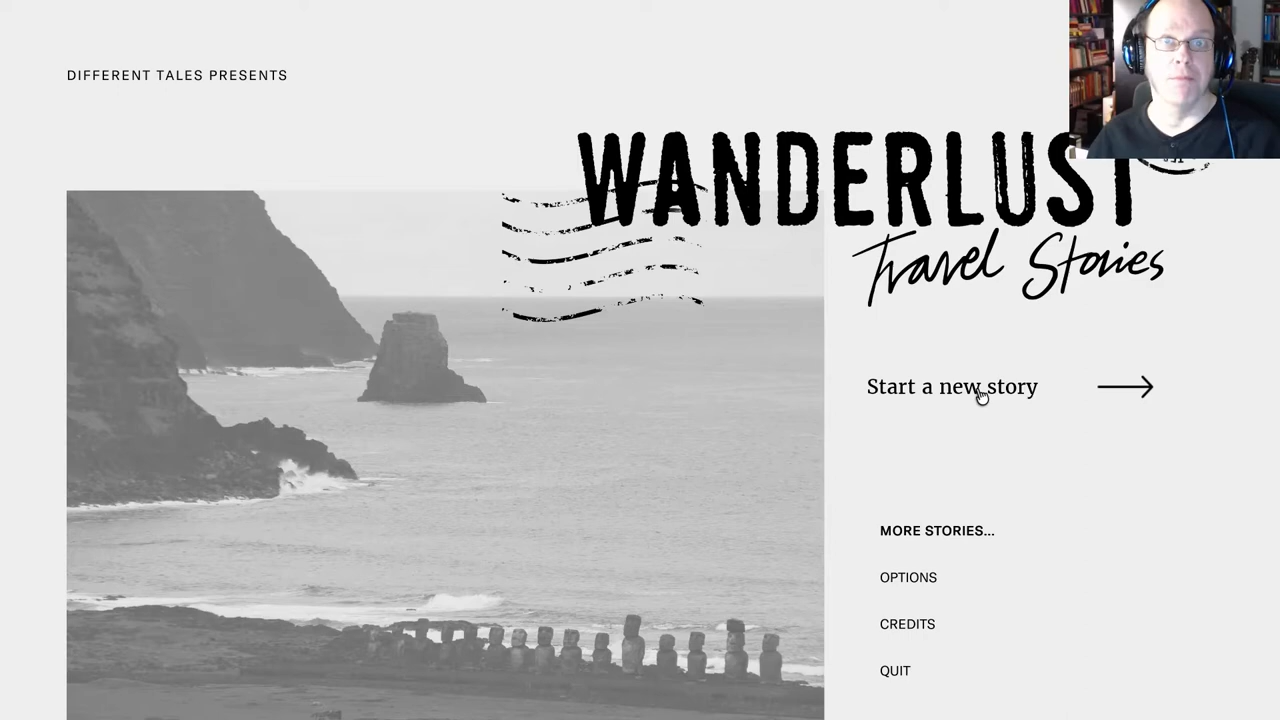 DIFFERENT TALES PRESENTS
WANDERLUST
Travel Stories
Start a new story
MORE STORIES...
OPTIONS
CREDITS
QUIT